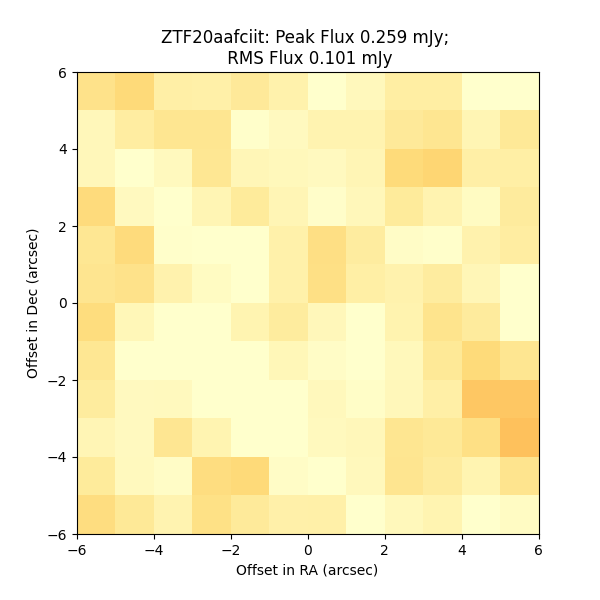 ZTF20aafciit: Peak Flux 0.259 mJy;
RMS Flux 0.101 mJy
6
4
2
0
−2
−4
−6
Offset in Dec (arcsec)
−6 −4 −2 0 2 4 6
Offset in RA (arcsec)